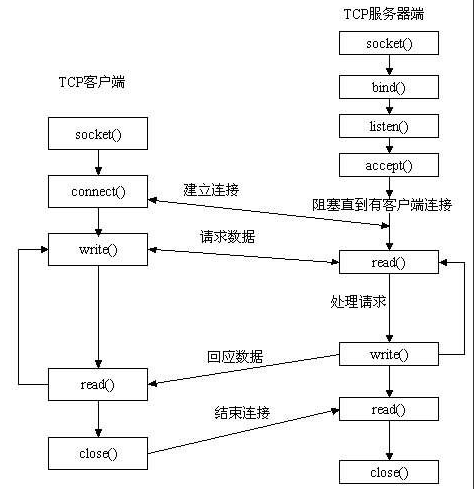 TCP服务器端
socket()
bind()
TCP客户端
listen()
socket()
accept()
connect()
建立连接
阻塞直到有客户端连接
请求数据
write()
read()
处理请求
回应数据
write()
read()
结束连接
read()
close()
close()